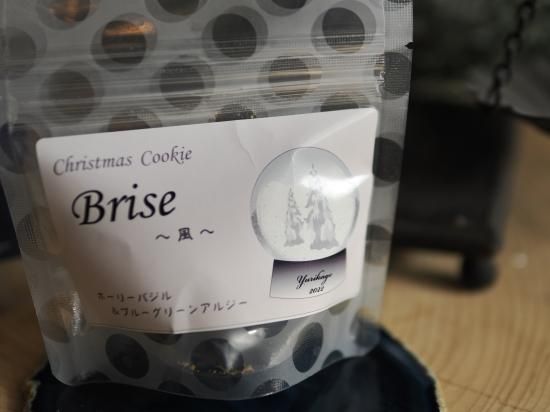 Christmas Cookie
Brise
～風～
ホーリーバジル
&ブルーグリーンアルジー
Yurikago
2022